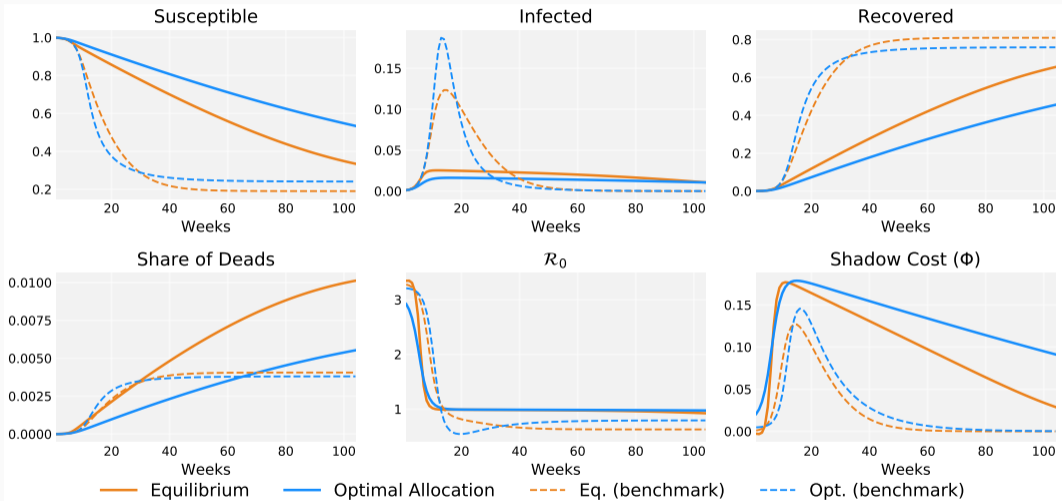 Susceptible
1.0
0.8
0.6
0.4
0.2
20 40 60 80 100
Weeks
Infected
0.15
0.10
0.05
0.00
20 40 60 80 100
Weeks
Recovered
0.8
0.6
0.4
0.2
0.0
20 40 60 80 100
Weeks
Share of Deads
0.0100
0.0075
0.0050
0.0025
0.0000
20 40 60 80 100
Weeks
ℛ₀
3
2
1
20 40 60 80 100
Weeks
Shadow Cost (Φ)
0.15
0.10
0.05
0.00
20 40 60 80 100
Weeks
Equilibrium Optimal Allocation Eq. (benchmark) Opt. (benchmark)